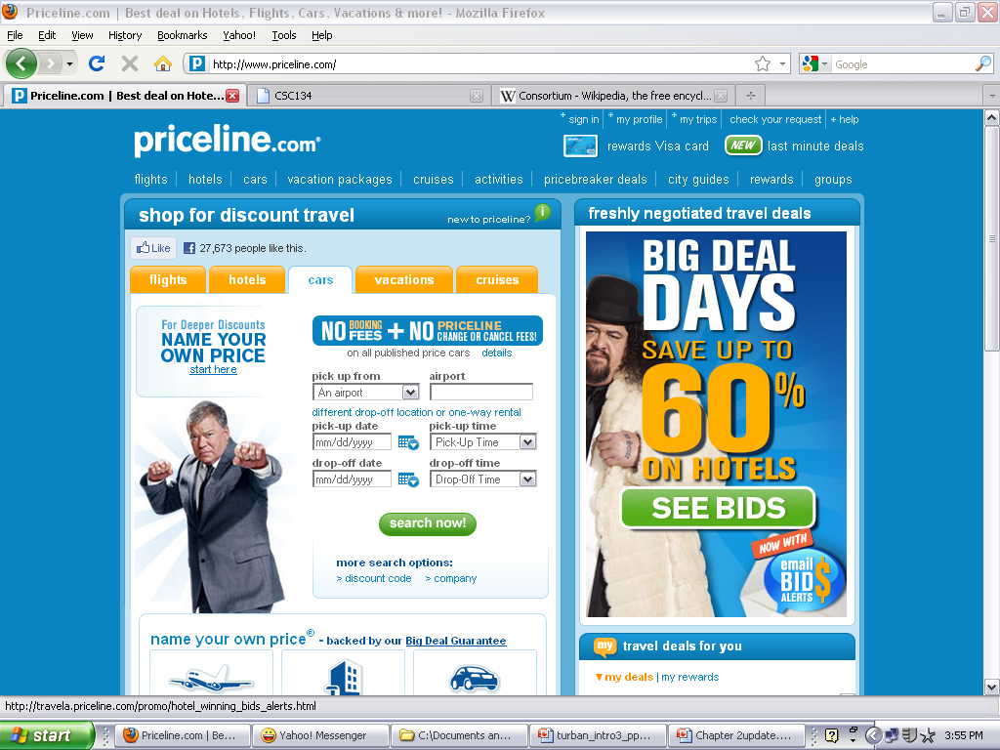 Priceline.com | Best deal on Hotels, Flights, Cars, Vacations & more! - Mozilla Firefox
File Edit View History Bookmarks Yahoo! Tools Help
http://www.priceline.com/
Google
Priceline.com | Best deal on Hote...
CSC134
Consortium - Wikipedia, the free encycl...
+ sign in | + my profile | + my trips | check your request | + help
priceline.com®
rewards Visa card NEW last minute deals
flights | hotels | cars | vacation packages | cruises | activities | pricebreaker deals | city guides | rewards | groups
shop for discount travel
new to priceline? i
Like 27,673 people like this.
flights hotels cars vacations cruises
For Deeper Discounts
NAME YOUR
OWN PRICE
start here
NO BOOKING FEES + NO PRICELINE CHANGE OR CANCEL FEES!
on all published price cars details
pick up from airport
An airport
different drop-off location or one-way rental
pick-up date pick-up time
mm/dd/yyyy Pick-Up Time
drop-off date drop-off time
mm/dd/yyyy Drop-Off Time
search now!
more search options:
> discount code > company
name your own price® - backed by our Big Deal Guarantee
freshly negotiated travel deals
BIG DEAL
DAYS
SAVE UP TO
60%
ON HOTELS
SEE BIDS
NOW WITH
email
BID $
ALERTS
my travel deals for you
▼my deals | my rewards
http://travela.priceline.com/promo/hotel_winning_bids_alerts.html
start
Priceline.com | Be...
Yahoo! Messenger
C:\Documents an...
turban_intro3_pp...
Chapter 2update....
3:55 PM